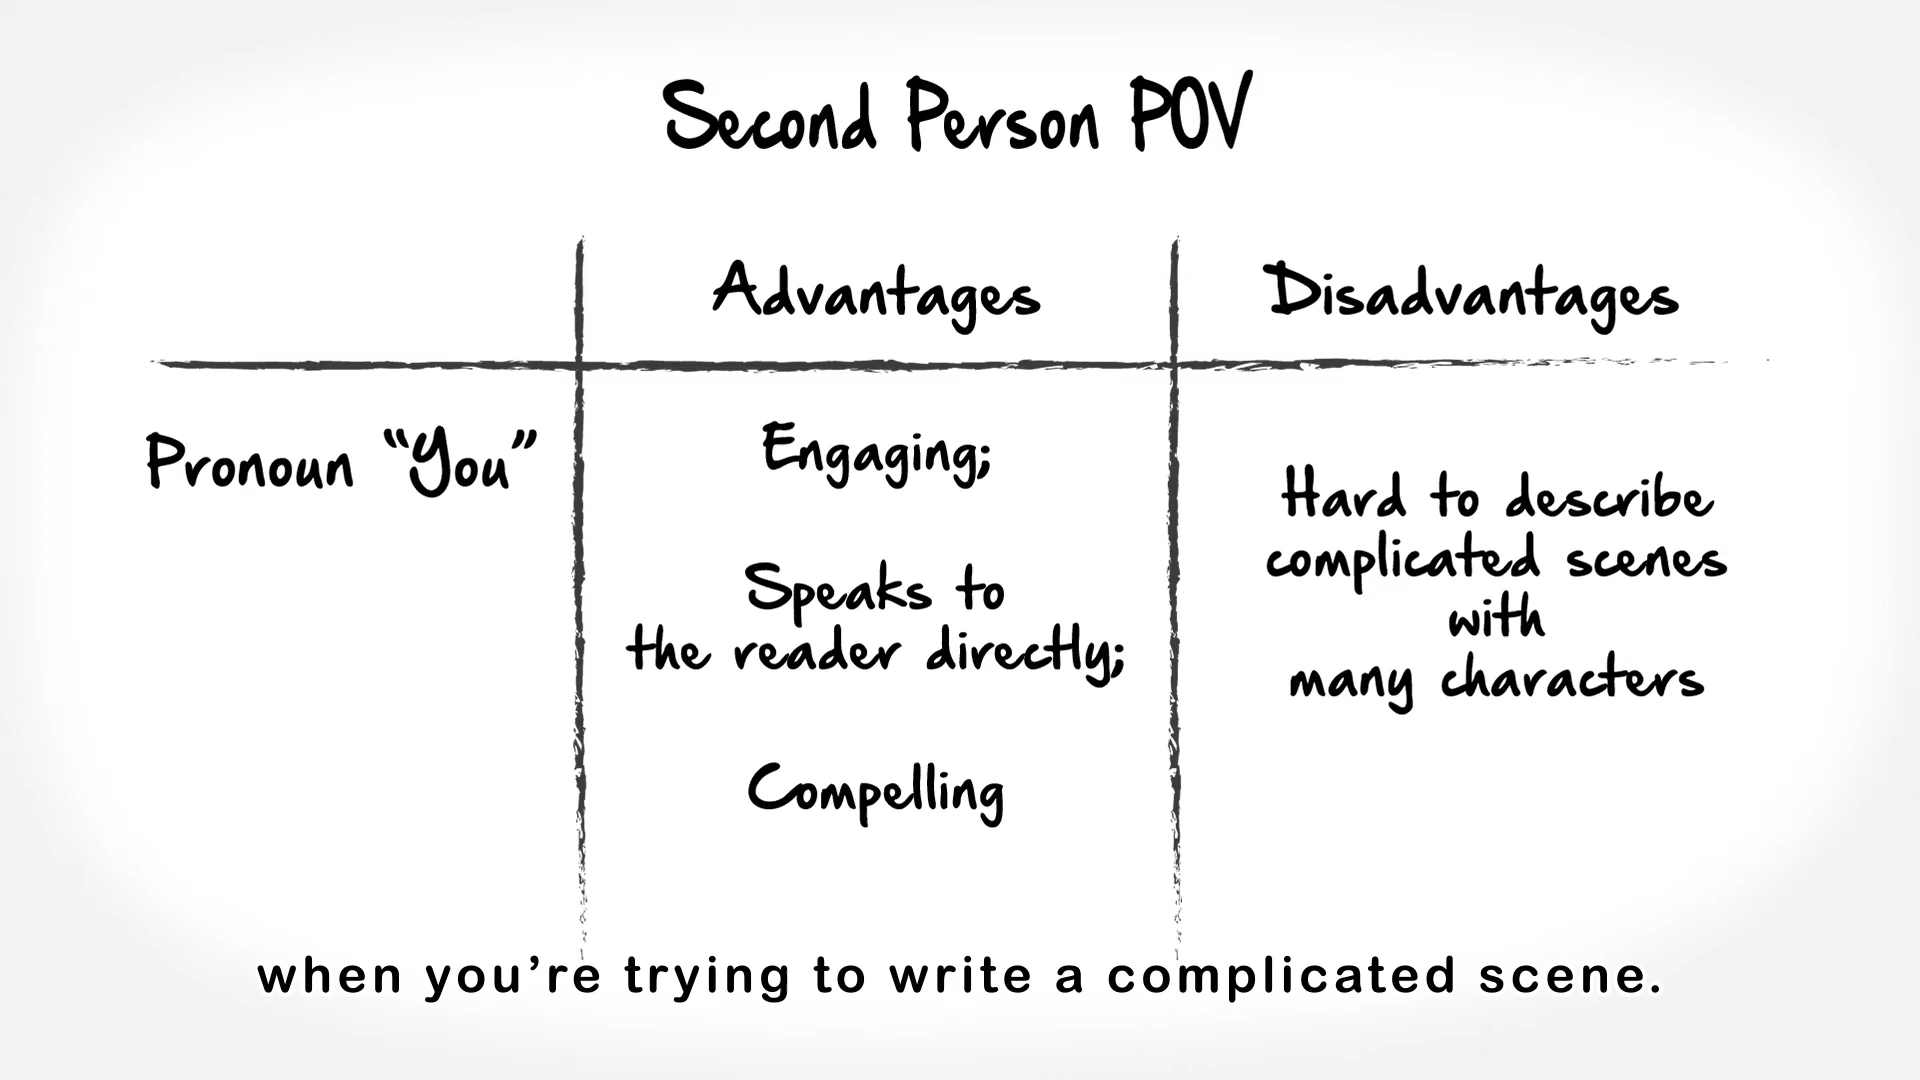 Second Person POV
Advantages
Disadvantages
Pronoun “You”
Engaging;
Speaks to
the reader directly;
Compelling
Hard to describe
complicated scenes
with
many characters
when you’re trying to write a complicated scene.